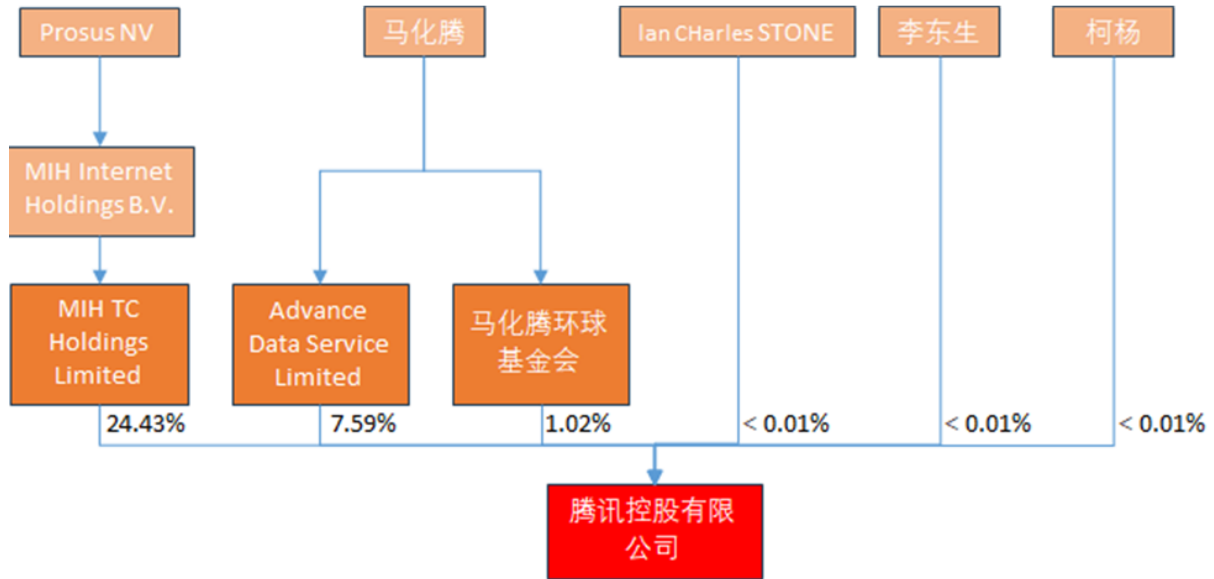 Prosus NV
马化腾
Ian CHarles STONE
李东生
柯杨
MIH Internet
Holdings B.V.
MIH TC
Holdings
Limited
Advance
Data Service
Limited
马化腾环球
基金会
24.43%
7.59%
1.02%
< 0.01%
< 0.01%
< 0.01%
腾讯控股有限
公司